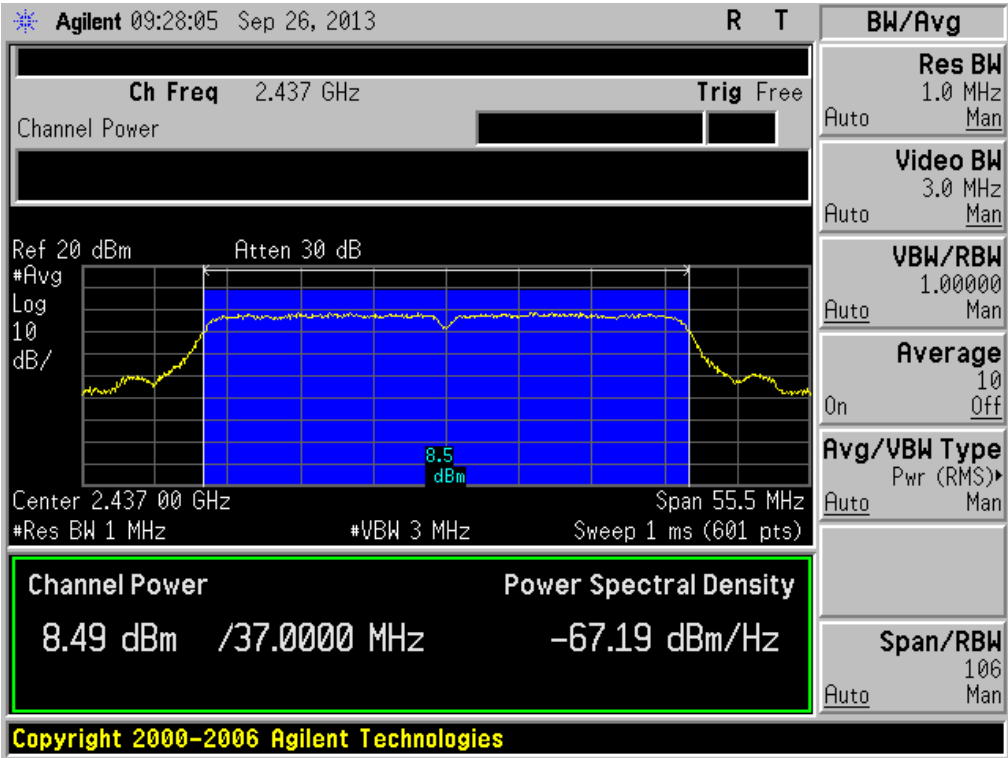 Agilent 09:28:05 Sep 26, 2013 R T
Ch Freq 2.437 GHz Trig Free
Channel Power
Ref 20 dBm Atten 30 dB
#Avg
Log
10
dB/
8.5
dBm
Center 2.437 00 GHz Span 55.5 MHz
#Res BW 1 MHz #VBW 3 MHz Sweep 1 ms (601 pts)
Channel Power Power Spectral Density
8.49 dBm /37.0000 MHz -67.19 dBm/Hz
Copyright 2000-2006 Agilent Technologies
BW/Avg
Res BW
1.0 MHz
Auto Man
Video BW
3.0 MHz
Auto Man
VBW/RBW
1.00000
Auto Man
Average
10
On Off
Avg/VBW Type
Pwr (RMS)▸
Auto Man
Span/RBW
106
Auto Man